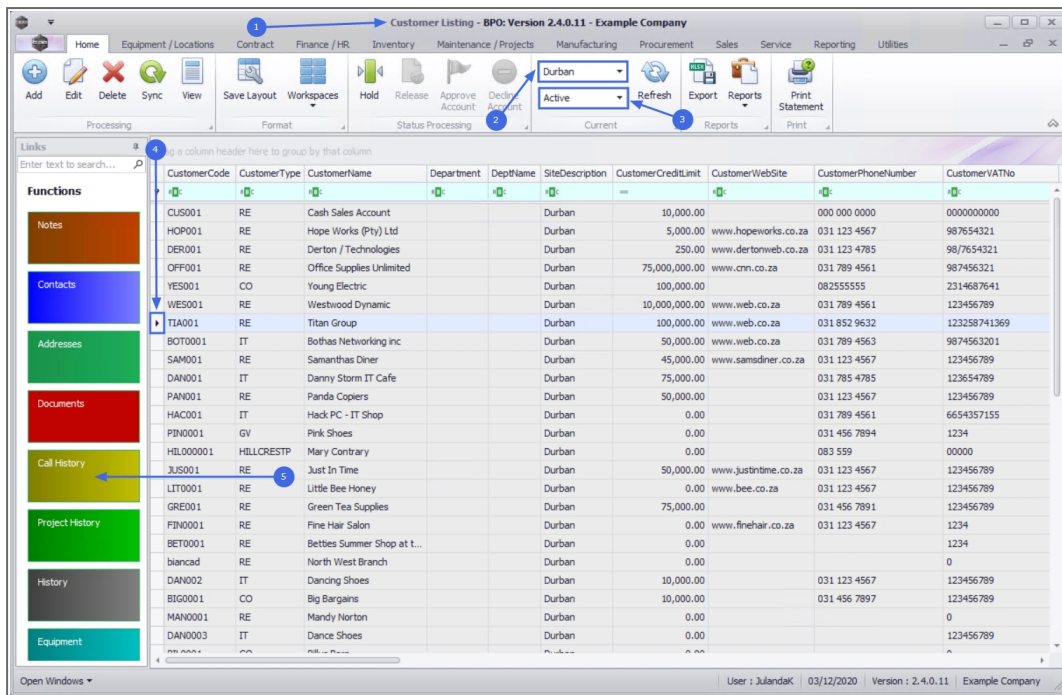 Customer Listing - BPO: Version 2.4.0.11 - Example Company
1
Home Equipment / Locations Contract Finance / HR Inventory Maintenance / Projects Manufacturing Procurement Sales Service Reporting Utilities
Durban
Active
Add Edit Delete Sync View Save Layout Workspaces Hold Release Approve Account Decline Account Refresh Export Reports Print Statement
2 3
Processing Format Status Processing Current Reports Print
Links
4
a column header here to group by that column
Enter text to search...
CustomerCode CustomerType CustomerName Department DeptName SiteDescription CustomerCreditLimit CustomerWebSite CustomerPhoneNumber CustomerVATNo
Functions
CUS001 RE Cash Sales Account Durban 10,000.00 000 000 0000 0000000000
Notes
HOP001 RE Hope Works (Pty) Ltd Durban 5,000.00 www.hopeworks.co.za 031 123 4567 987654321
DER001 RE Derton / Technologies Durban 250.00 www.dertonweb.co.za 031 123 4785 98/7654321
OFF001 RE Office Supplies Unlimited Durban 75,000,000.00 www.cnn.co.za 031 789 4561 987456321
Contacts
YES001 CO Young Electric Durban 100,000.00 082555555 2314687641
WES001 RE Westwood Dynamic Durban 10,000,000.00 www.web.co.za 031 789 4561 123456789
TIA001 RE Titan Group Durban 100,000.00 www.web.co.za 031 852 9632 123258741369
Addresses
BOT0001 IT Bothas Networking inc Durban 50,000.00 www.web.co.za 031 789 4563 9874563201
SAM001 RE Samanthas Diner Durban 45,000.00 www.samsdiner.co.za 031 123 4567 123456789
DAN001 IT Danny Storm IT Cafe Durban 75,000.00 031 785 4785 123654789
PAN001 RE Panda Copiers Durban 50,000.00 031 123 4567 123456789
Documents
HAC001 IT Hack PC - IT Shop Durban 0.00 031 789 4561 6654357155
PIN0001 GV Pink Shoes Durban 0.00 031 456 7894 1234
HIL000001 HILLCRESTP Mary Contrary Durban 0.00 083 559 00000
Call History
JUS001 RE Just In Time Durban 50,000.00 www.justintime.co.za 031 123 4567 123456789
5
LIT0001 RE Little Bee Honey Durban 0.00 www.bee.co.za 031 123 4567 123456789
GRE001 RE Green Tea Supplies Durban 75,000.00 031 456 7891 123456789
Project History
FIN0001 RE Fine Hair Salon Durban 0.00 www.finehair.co.za 031 123 4567 1234
BET0001 RE Betties Summer Shop at t... Durban 0.00 1234
biancad RE North West Branch Durban 0.00 0
History
DAN002 IT Dancing Shoes Durban 10,000.00 031 123 4567 123456789
BIG0001 CO Big Bargains Durban 10,000.00 031 456 7897 123456789
MAN0001 RE Mandy Norton Durban 0.00 0
Equipment
DAN0003 IT Dance Shoes Durban 0.00 123456789
Open Windows User : JulandaK 03/12/2020 Version : 2.4.0.11 Example Company